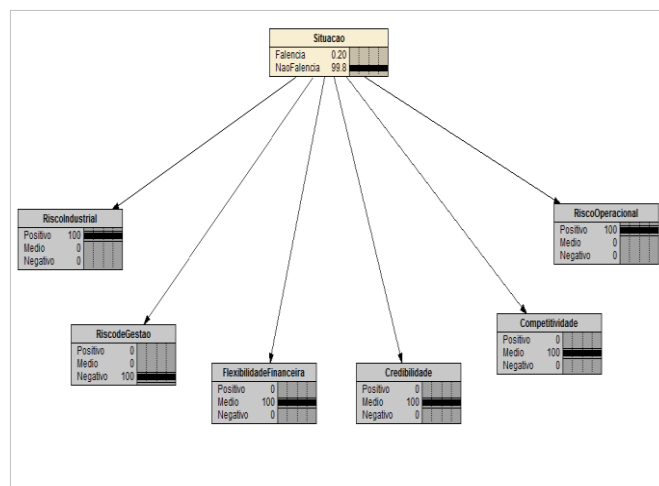 Situacao
Falencia 0.20
NaoFalencia 99.8
RiscoIndustrial
Positivo 100
Medio 0
Negativo 0
RiscoOperacional
Positivo 100
Medio 0
Negativo 0
RiscodeGestao
Positivo 0
Medio 0
Negativo 100
Competitividade
Positivo 0
Medio 100
Negativo 0
FlexibilidadeFinanceira
Positivo 0
Medio 100
Negativo 0
Credibilidade
Positivo 0
Medio 100
Negativo 0